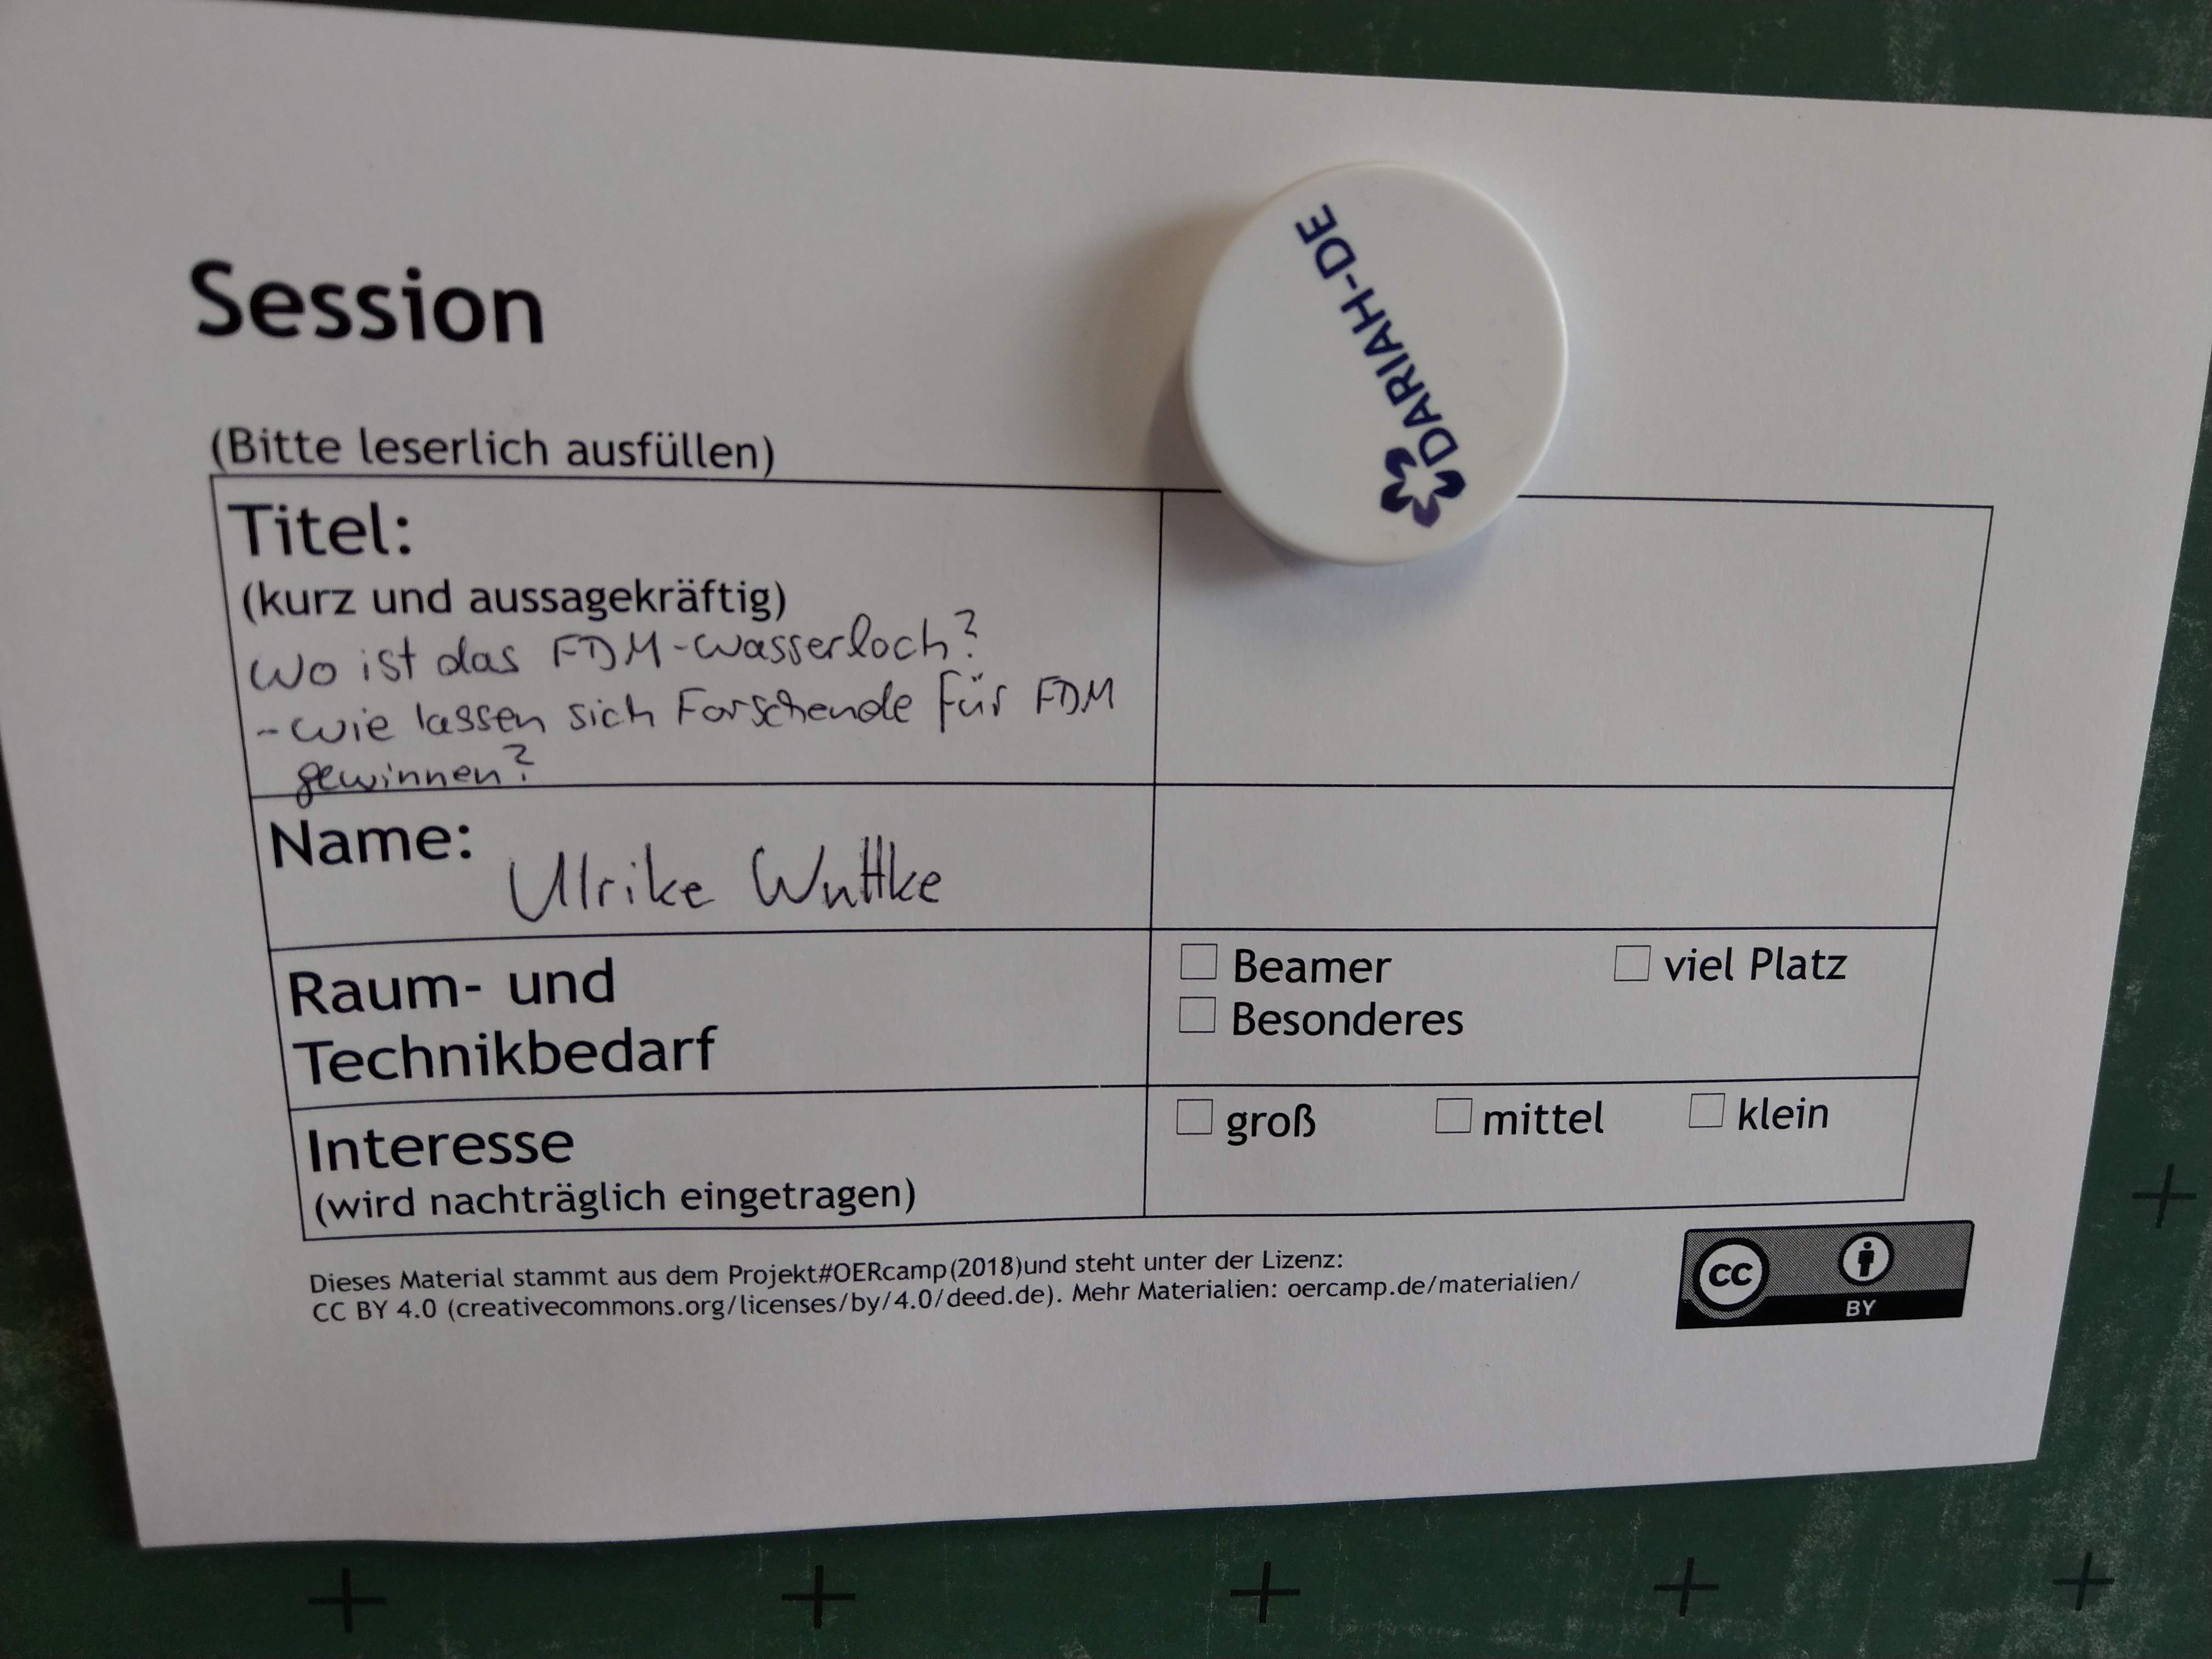 DARIAH-DE
Session
(Bitte leserlich ausfüllen)
Titel:
(kurz und aussagekräftig)
Wo ist das FDM-Wasserloch?
- Wie lassen sich Forschende für FDM
gewinnen?
Name: Ulrike Wuttke
Raum- und
Technikbedarf
Beamer viel Platz
Besonderes
Interesse
(wird nachträglich eingetragen)
groß mittel klein
Dieses Material stammt aus dem Projekt#OERcamp(2018)und steht unter der Lizenz:
CC BY 4.0 (creativecommons.org/licenses/by/4.0/deed.de). Mehr Materialien: oercamp.de/materialien/
CC
BY